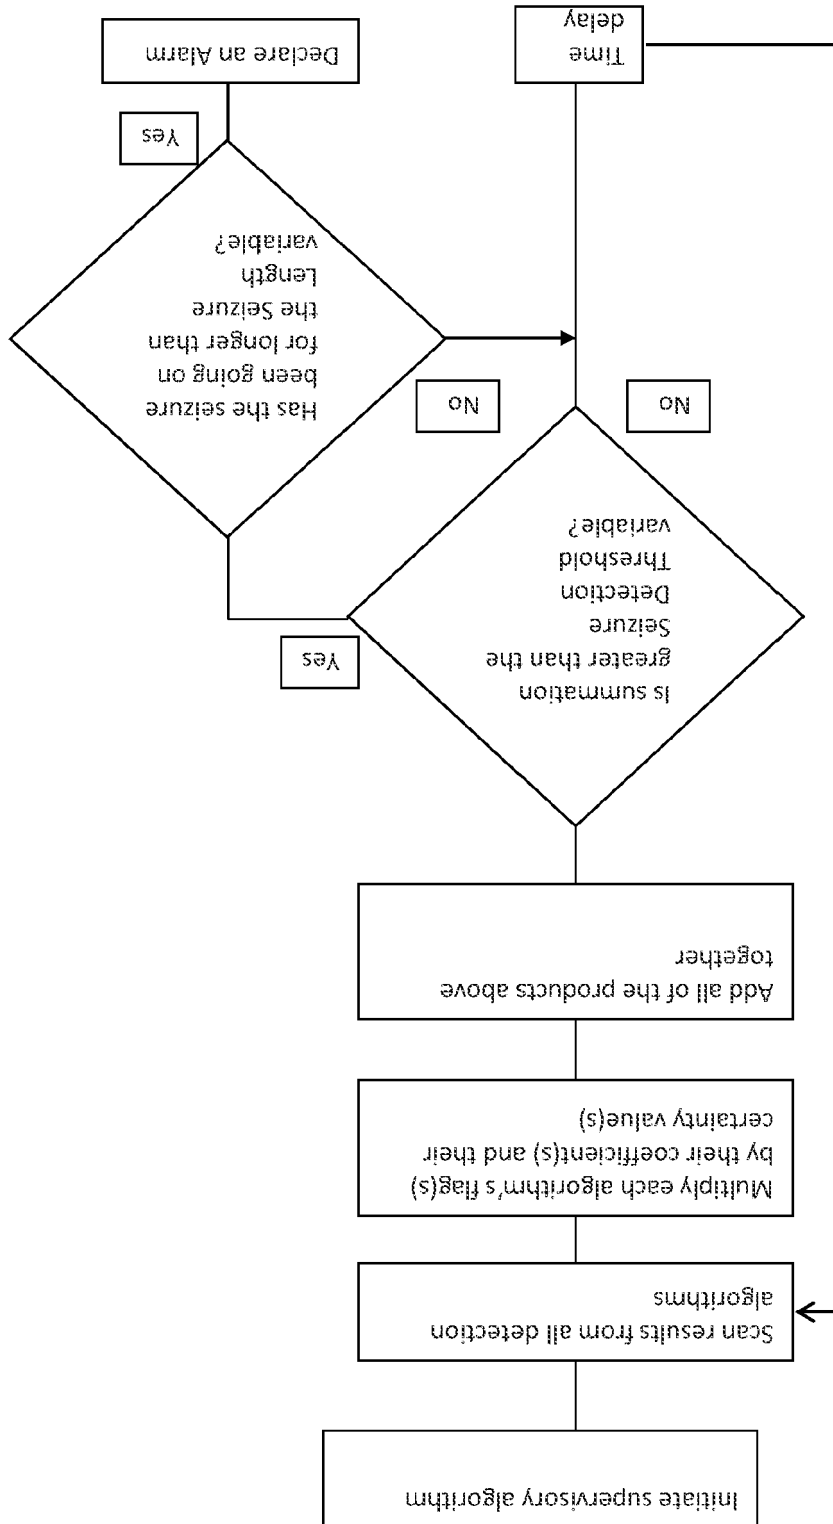 Initiate supervisory algorithm
Scan results from all detection
algorithms
Multiply each algorithm's flag(s)
by their coefficient(s) and their
certainty value(s)
Add all of the products above
together
Is summation
greater than the
Seizure
Detection
Threshold
variable?
Yes
No
No
Has the seizure
been going on
for longer than
the Seizure
Length
variable?
Yes
Time
delay
Declare an Alarm